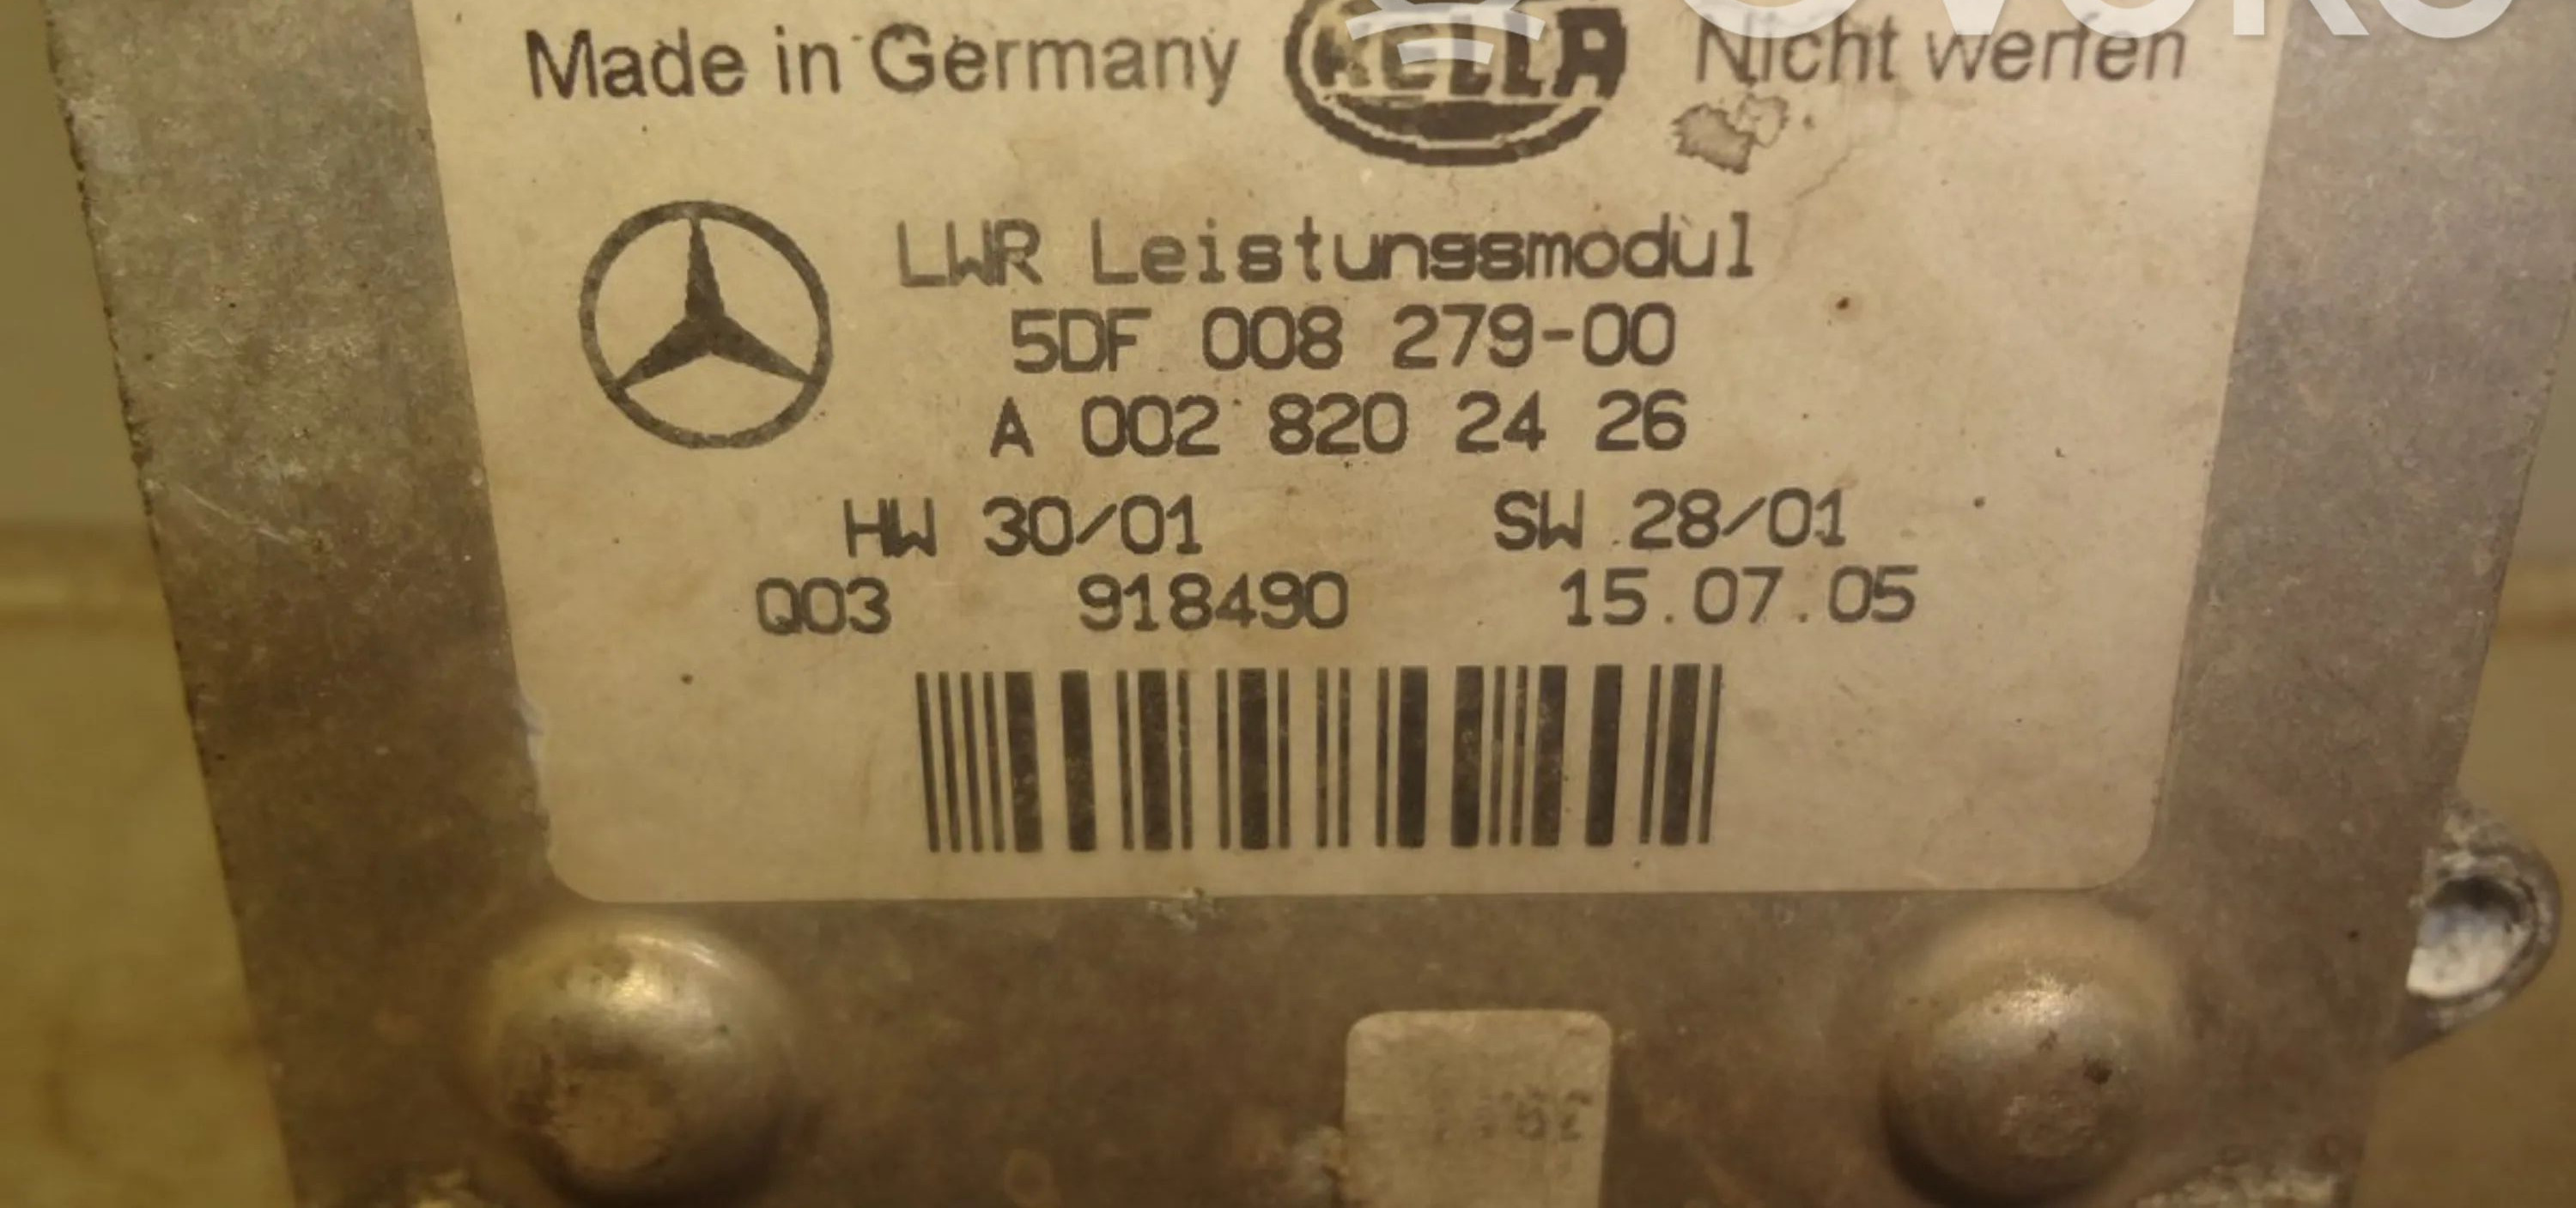 Made in Germany HELLA Nicht werfen
LWR Leistungsmodul
5DF 008 279-00
A 002 820 24 26
HW 30/01 SW 28/01
Q03 918490 15.07.05